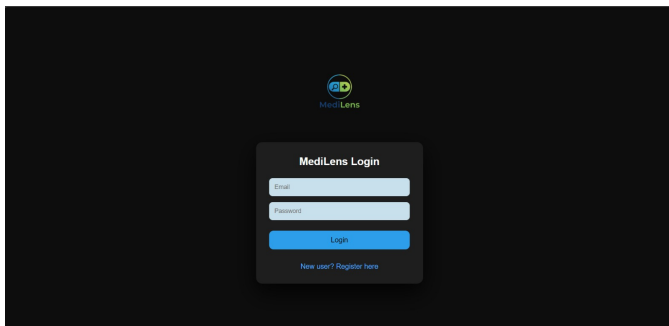 MediLens
MediLens Login
Email
Password
Login
New user? Register here